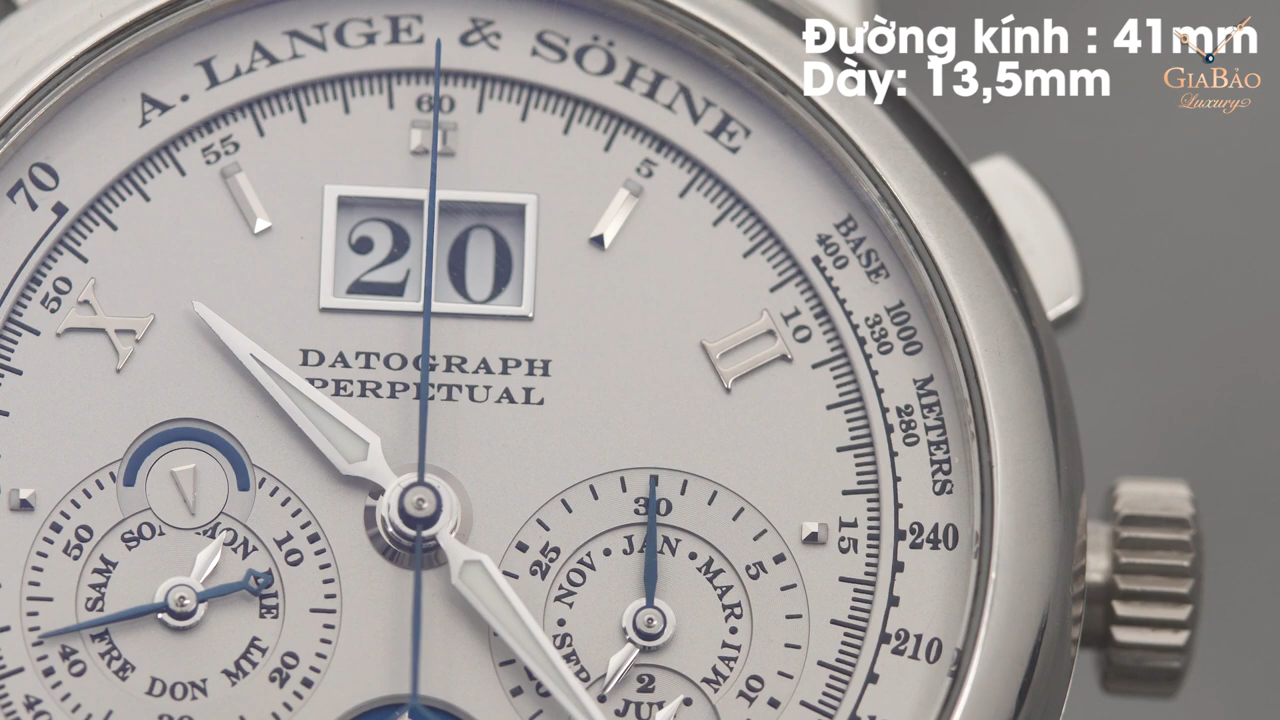 Đường kính : 41mm
Dày: 13,5mm
GIABẢO
Luxury
A. LANGE & SÖHNE
60
55
5
70
50
10
20
BASE 1000 METERS
400
330
280
240
210
15
DATOGRAPH
PERPETUAL
50
10
20
40
SON MON DIE MIT DON FRE SAM
30
25
5
10
JAN • MAR • MAI
NOV
SEP
2
JUL